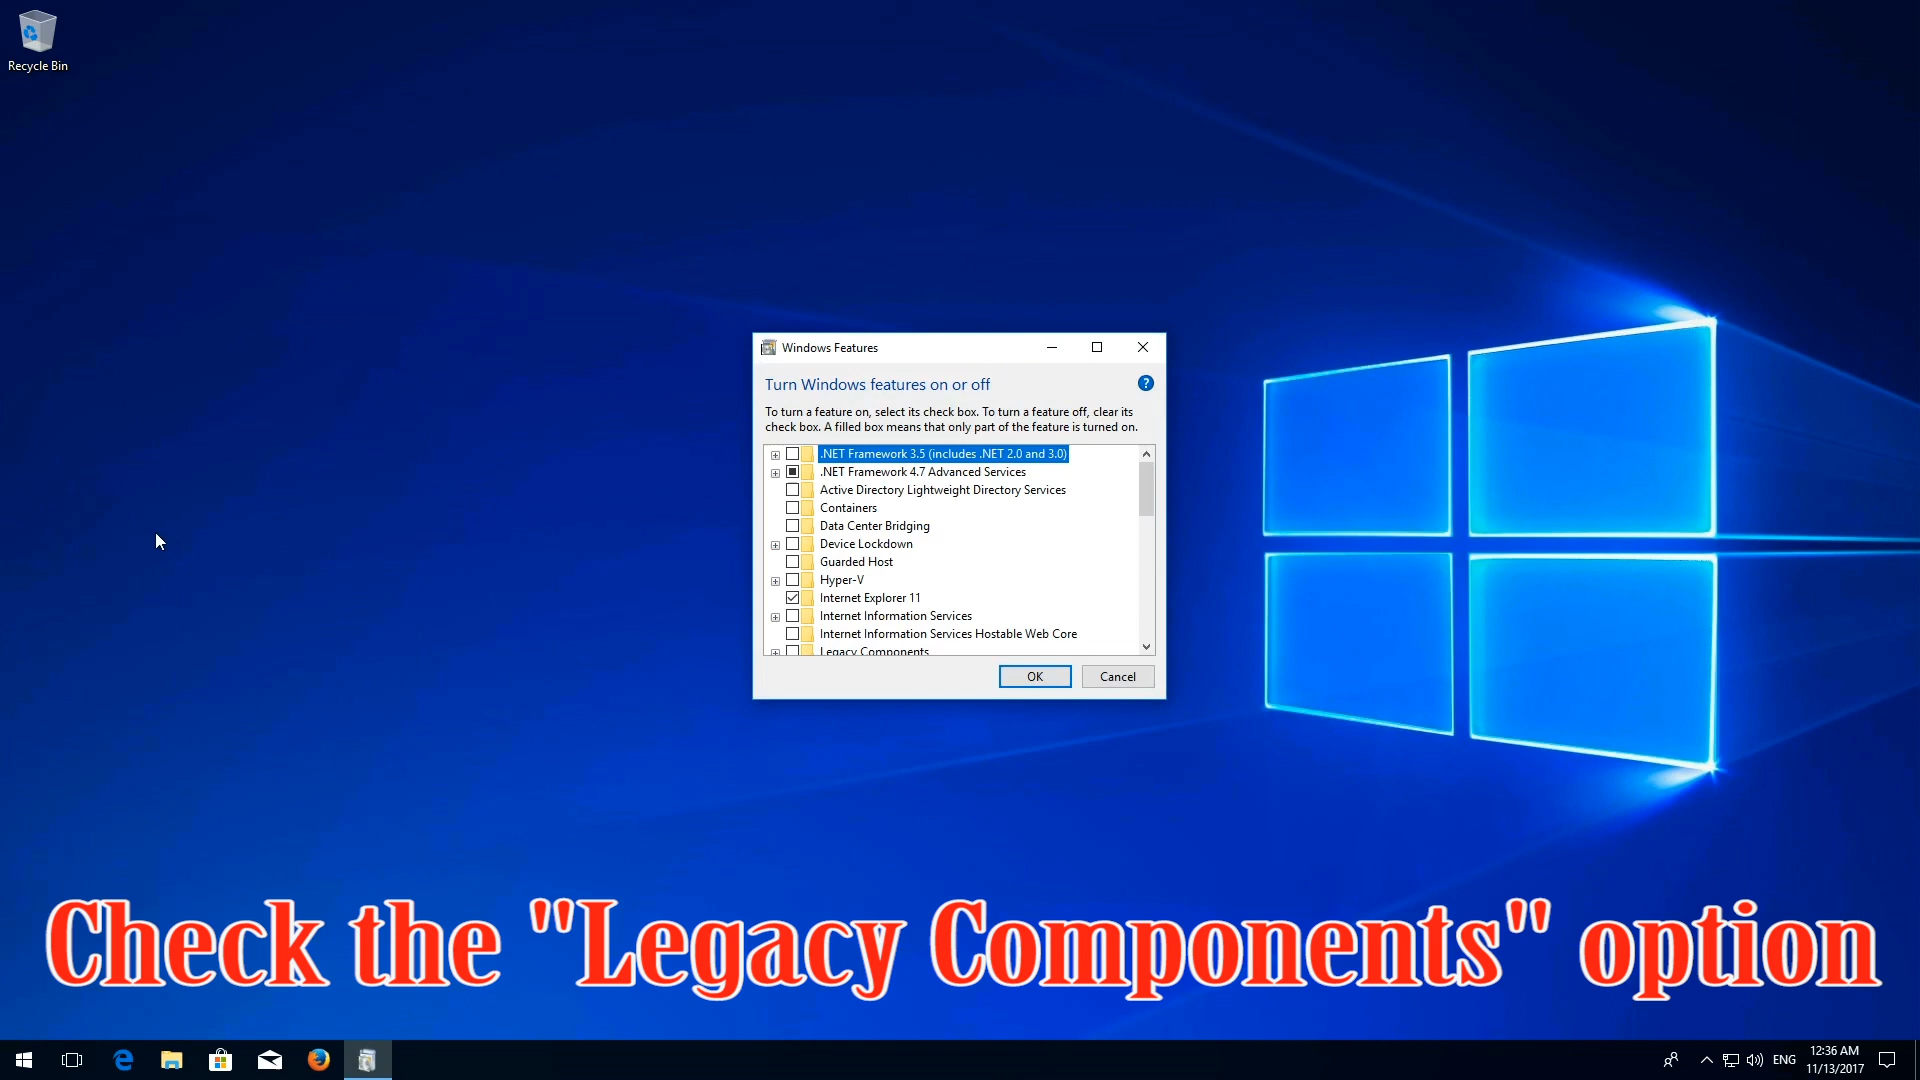 Recycle Bin
Windows Features
Turn Windows features on or off
To turn a feature on, select its check box. To turn a feature off, clear its
check box. A filled box means that only part of the feature is turned on.
.NET Framework 3.5 (includes .NET 2.0 and 3.0)
.NET Framework 4.7 Advanced Services
Active Directory Lightweight Directory Services
Containers
Data Center Bridging
Device Lockdown
Guarded Host
Hyper-V
Internet Explorer 11
Internet Information Services
Internet Information Services Hostable Web Core
Legacy Components
OK Cancel
Check the "Legacy Components" option
ENG
12:36 AM
11/13/2017